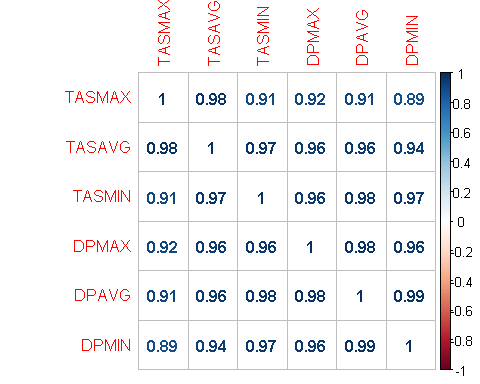 TASMAX TASAVG TASMIN DPMAX DPAVG DPMIN
TASMAX 1 0.98 0.91 0.92 0.91 0.89
TASAVG 0.98 1 0.97 0.96 0.96 0.94
TASMIN 0.91 0.97 1 0.96 0.98 0.97
DPMAX 0.92 0.96 0.96 1 0.98 0.96
DPAVG 0.91 0.96 0.98 0.98 1 0.99
DPMIN 0.89 0.94 0.97 0.96 0.99 1
1
0.8
0.6
0.4
0.2
0
-0.2
-0.4
-0.6
-0.8
-1